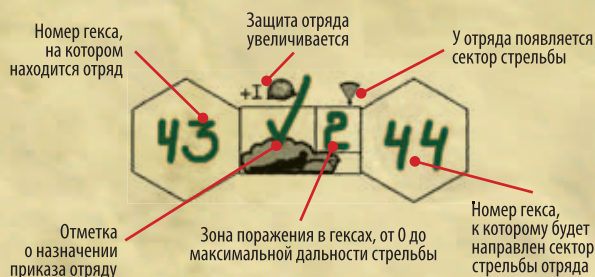 Номер гекса,
на котором
находится отряд
Защита отряда
увеличивается
У отряда появляется
сектор стрельбы
+1
43
2
44
Отметка
о назначении
приказа отряду
Зона поражения в гексах, от 0 до
максимальной дальности стрельбы
Номер гекса,
к которому будет
направлен сектор
стрельбы отряда